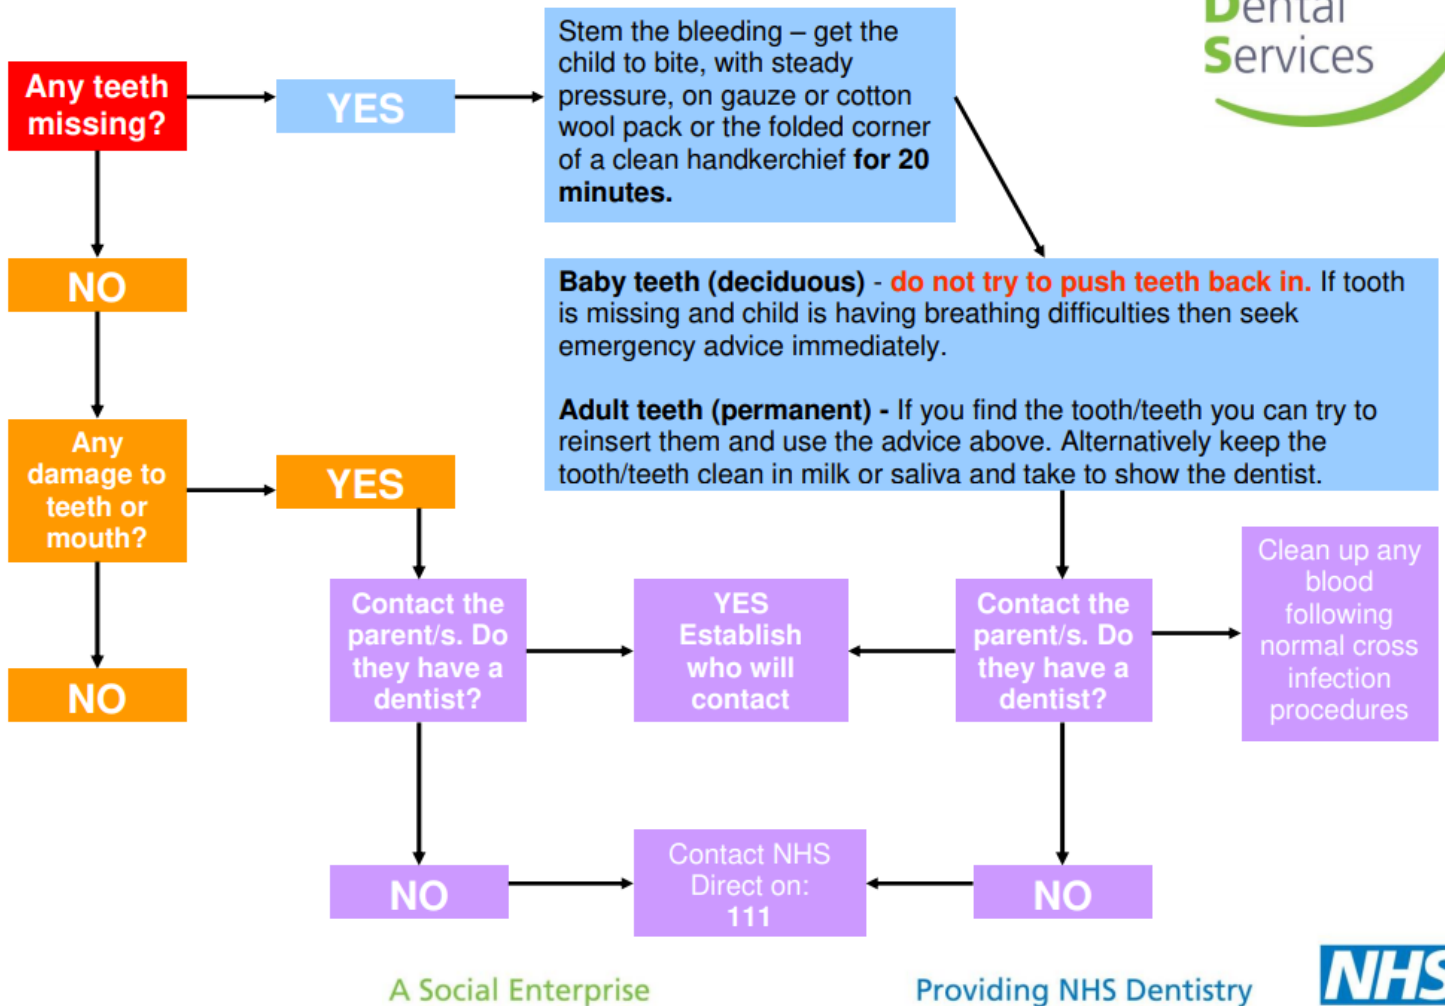 Dental
Services
Any teeth
missing?
YES
Stem the bleeding – get the
child to bite, with steady
pressure, on gauze or cotton
wool pack or the folded corner
of a clean handkerchief for 20
minutes.
NO
Baby teeth (deciduous) - do not try to push teeth back in. If tooth
is missing and child is having breathing difficulties then seek
emergency advice immediately.
Adult teeth (permanent) - If you find the tooth/teeth you can try to
reinsert them and use the advice above. Alternatively keep the
tooth/teeth clean in milk or saliva and take to show the dentist.
Any
damage to
teeth or
mouth?
YES
NO
Contact the
parent/s. Do
they have a
dentist?
YES
Establish
who will
contact
Contact the
parent/s. Do
they have a
dentist?
Clean up any
blood
following
normal cross
infection
procedures
NO
Contact NHS
Direct on:
111
NO
A Social Enterprise
Providing NHS Dentistry
NHS